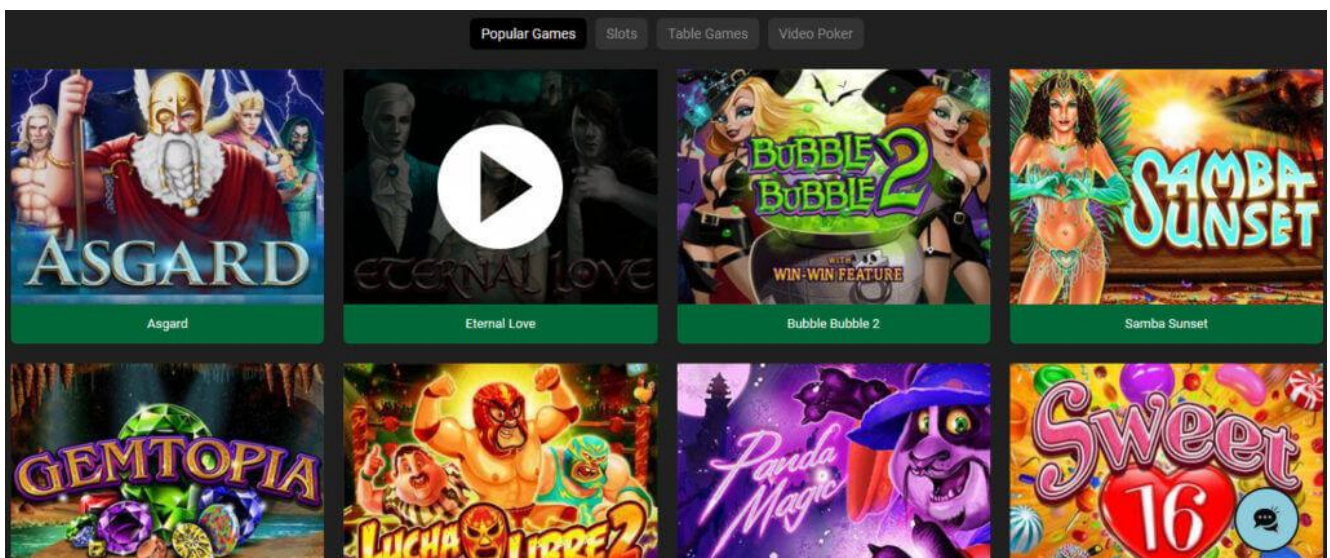 Popular Games
Slots
Table Games
Video Poker
ASGARD
ETERNAL LOVE
BUBBLE
BUBBLE 2
WITH
WIN-WIN FEATURE
SAMBA
SUNSET
Asgard
Eternal Love
Bubble Bubble 2
Samba Sunset
GEMTOPIA
LUCHA LIBRE 2
Panda
Magic
Sweet
16